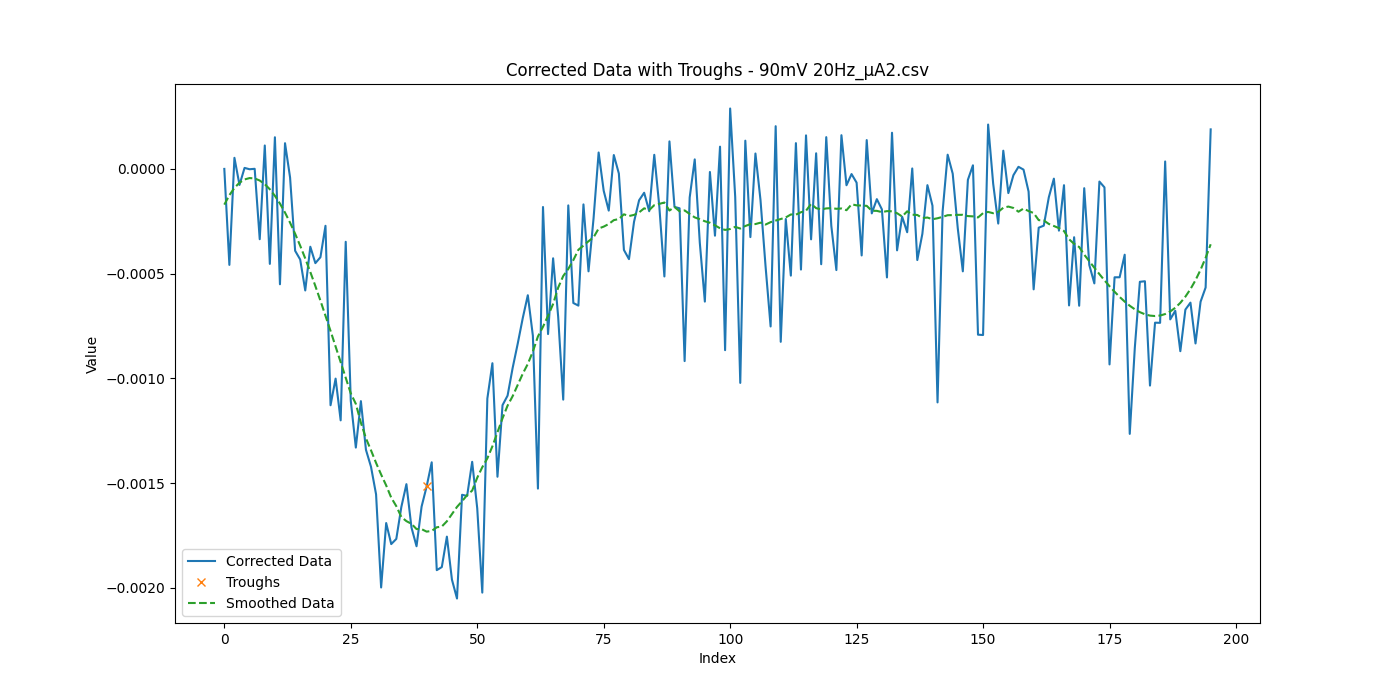 Corrected Data with Troughs - 90mV 20Hz_µA2.csv
Value
0.0000
−0.0005
−0.0010
−0.0015
−0.0020
Corrected Data
Troughs
Smoothed Data
0 25 50 75 100 125 150 175 200
Index